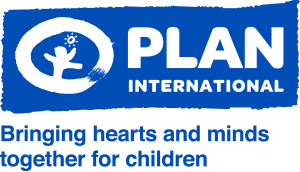 PLAN
INTERNATIONAL
Bringing hearts and minds
together for children